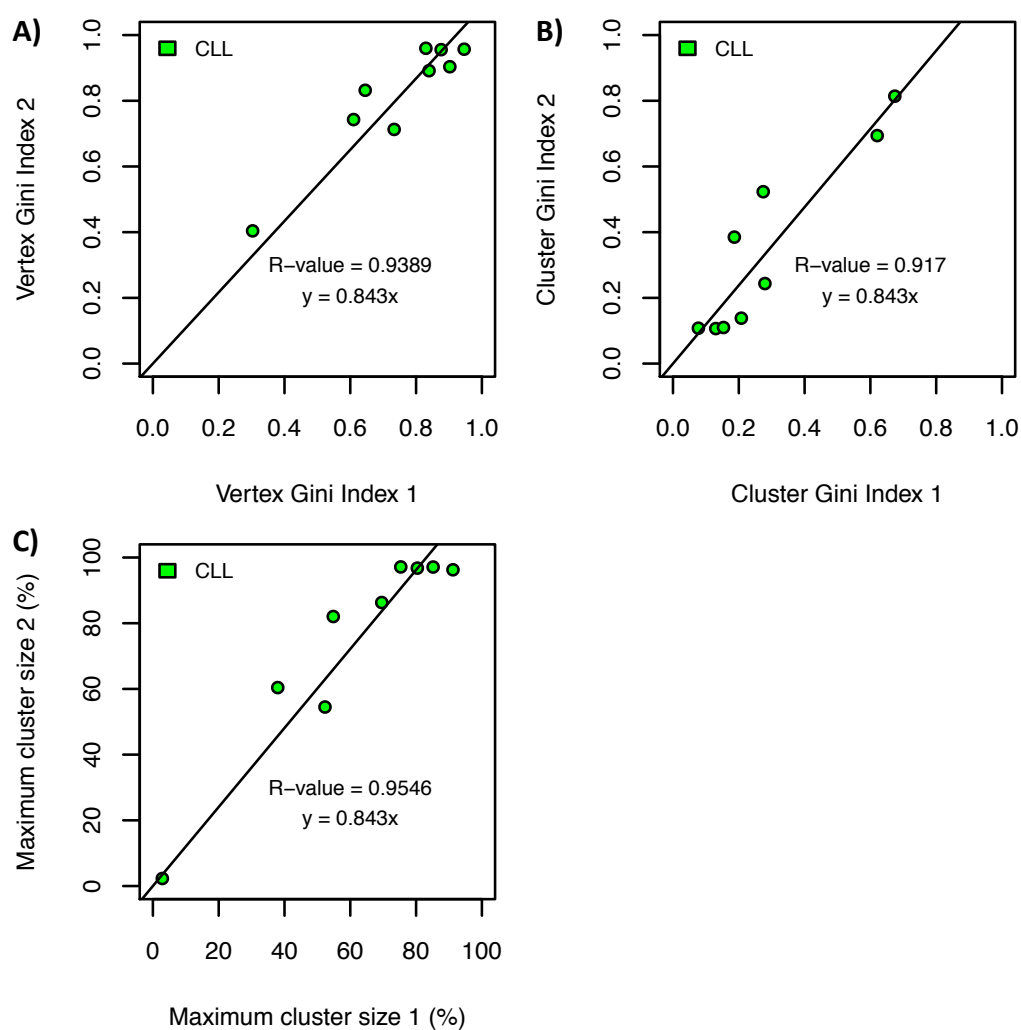 A)
CLL
Vertex Gini Index 2
1.0
0.8
0.6
0.4
0.2
0.0
R−value = 0.9389
y = 0.843x
0.0 0.2 0.4 0.6 0.8 1.0
Vertex Gini Index 1
B)
CLL
Cluster Gini Index 2
1.0
0.8
0.6
0.4
0.2
0.0
R−value = 0.917
y = 0.843x
0.0 0.2 0.4 0.6 0.8 1.0
Cluster Gini Index 1
C)
CLL
Maximum cluster size 2 (%)
100
80
60
40
20
0
R−value = 0.9546
y = 0.843x
0 20 40 60 80 100
Maximum cluster size 1 (%)